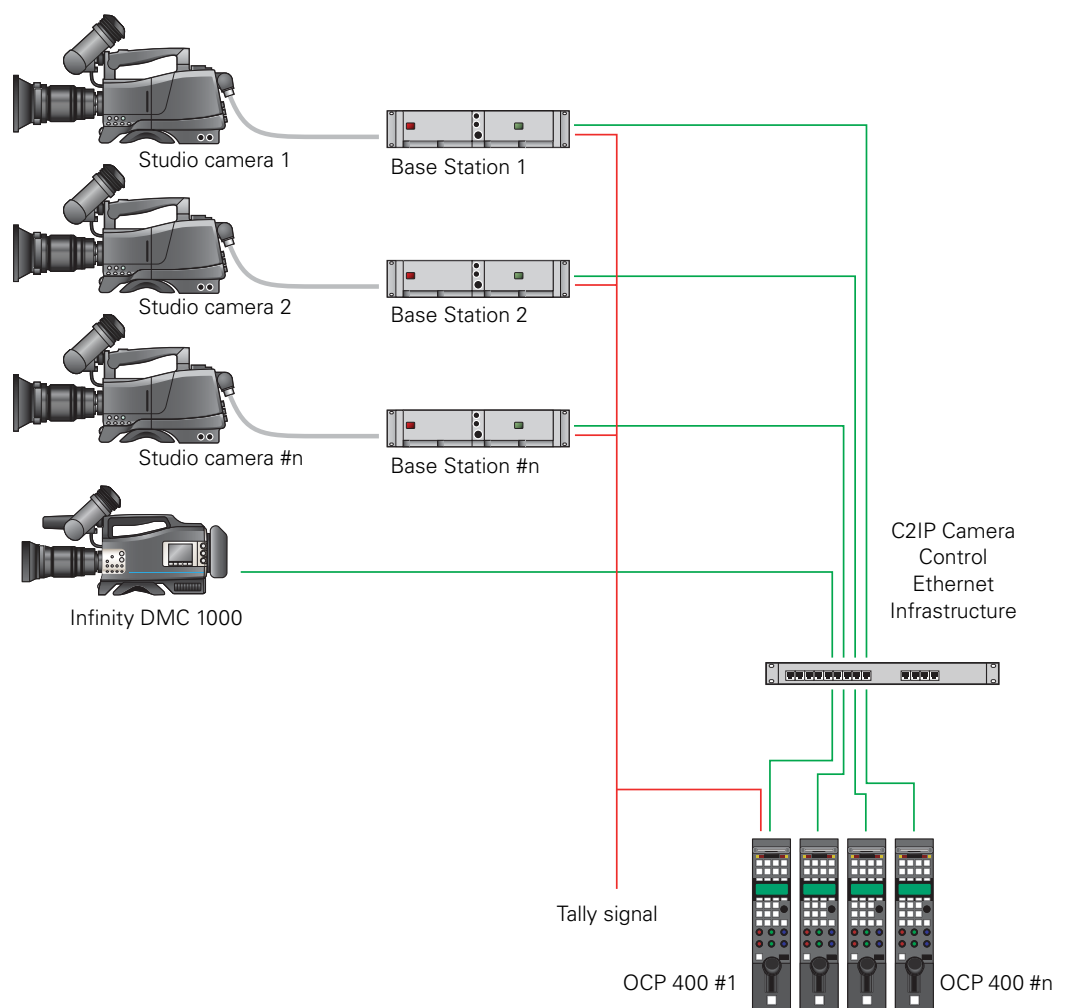 Studio camera 1
Base Station 1
Studio camera 2
Base Station 2
Studio camera #n
Base Station #n
Infinity DMC 1000
C2IP Camera
Control
Ethernet
Infrastructure
Tally signal
OCP 400 #1
OCP 400 #n